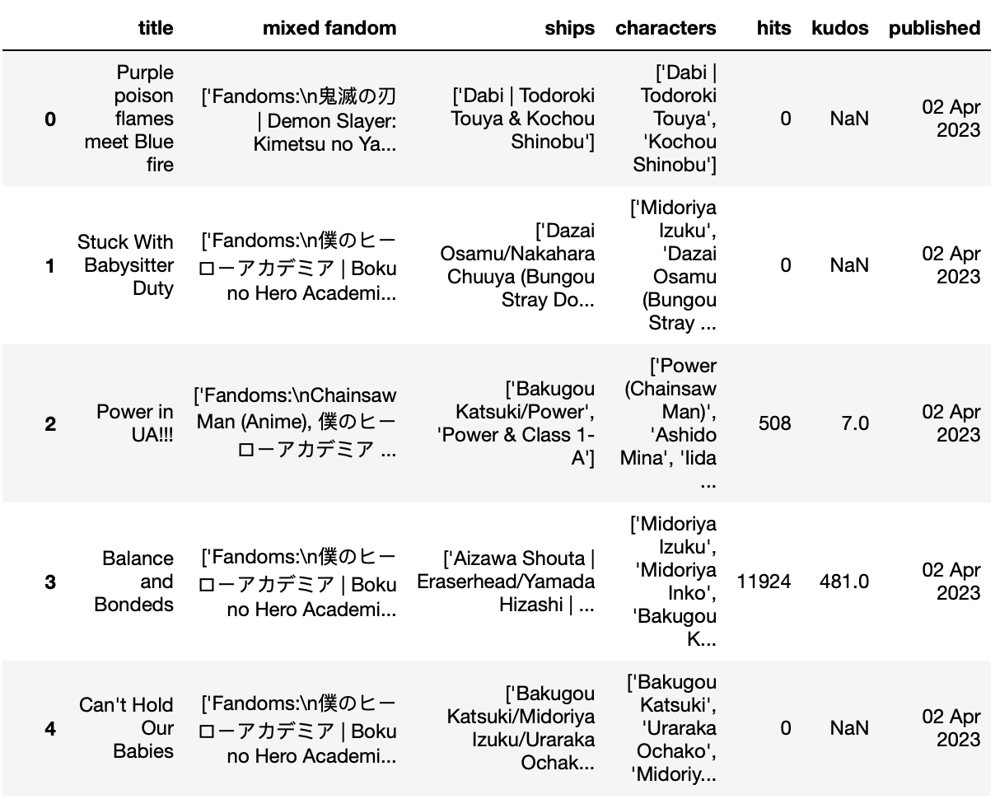 title mixed fandom ships characters hits kudos published
0
Purple
poison
flames
meet Blue
fire
['Fandoms:\n鬼滅の刃
| Demon Slayer:
Kimetsu no Ya...
['Dabi | Todoroki
Touya & Kochou
Shinobu']
['Dabi |
Todoroki
Touya',
'Kochou
Shinobu']
0
NaN
02 Apr
2023
1
Stuck With
Babysitter
Duty
['Fandoms:\n僕のヒー
ローアカデミア | Boku
no Hero Academi...
['Dazai
Osamu/Nakahara
Chuuya (Bungou
Stray Do...
['Midoriya
Izuku',
'Dazai
Osamu
(Bungou
Stray ...
0
NaN
02 Apr
2023
2
Power in
UA!!!
['Fandoms:\nChainsaw
Man (Anime), 僕のヒー
ローアカデミア ...
['Bakugou
Katsuki/Power',
'Power & Class 1-
A']
['Power
(Chainsaw
Man)',
'Ashido
Mina', 'Iida
...
508
7.0
02 Apr
2023
3
Balance
and
Bondeds
['Fandoms:\n僕のヒー
ローアカデミア | Boku
no Hero Academi...
['Aizawa Shouta |
Eraserhead/Yamada
Hizashi | ...
['Midoriya
Izuku',
'Midoriya
Inko',
'Bakugou
K...
11924
481.0
02 Apr
2023
4
Can't Hold
Our
Babies
['Fandoms:\n僕のヒー
ローアカデミア | Boku
no Hero Academi...
['Bakugou
Katsuki/Midoriya
Izuku/Uraraka
Ochak...
['Bakugou
Katsuki',
'Uraraka
Ochako',
'Midoriy...
0
NaN
02 Apr
2023